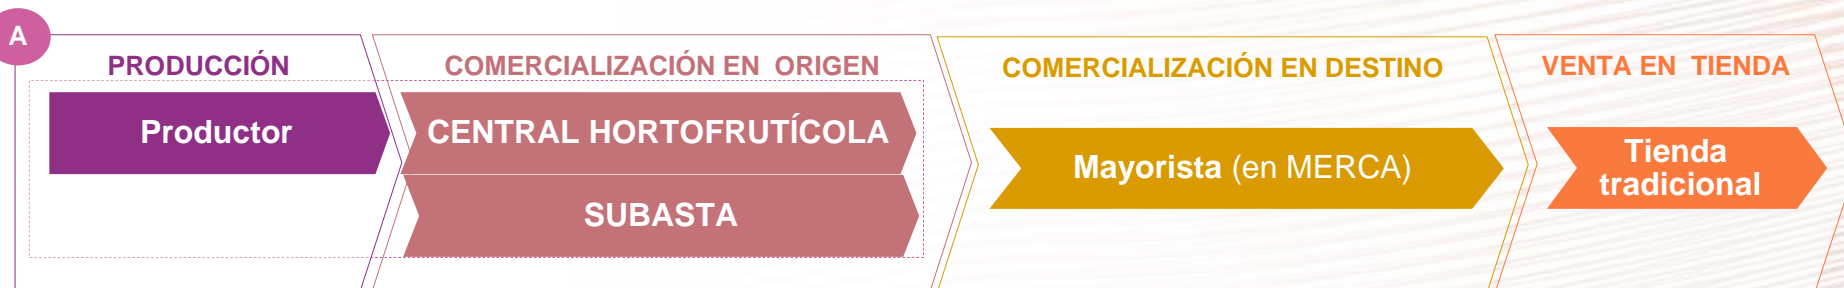 A
PRODUCCIÓN
COMERCIALIZACIÓN EN ORIGEN
COMERCIALIZACIÓN EN DESTINO
VENTA EN TIENDA
Productor
CENTRAL HORTOFRUTÍCOLA
SUBASTA
Mayorista (en MERCA)
Tienda
tradicional